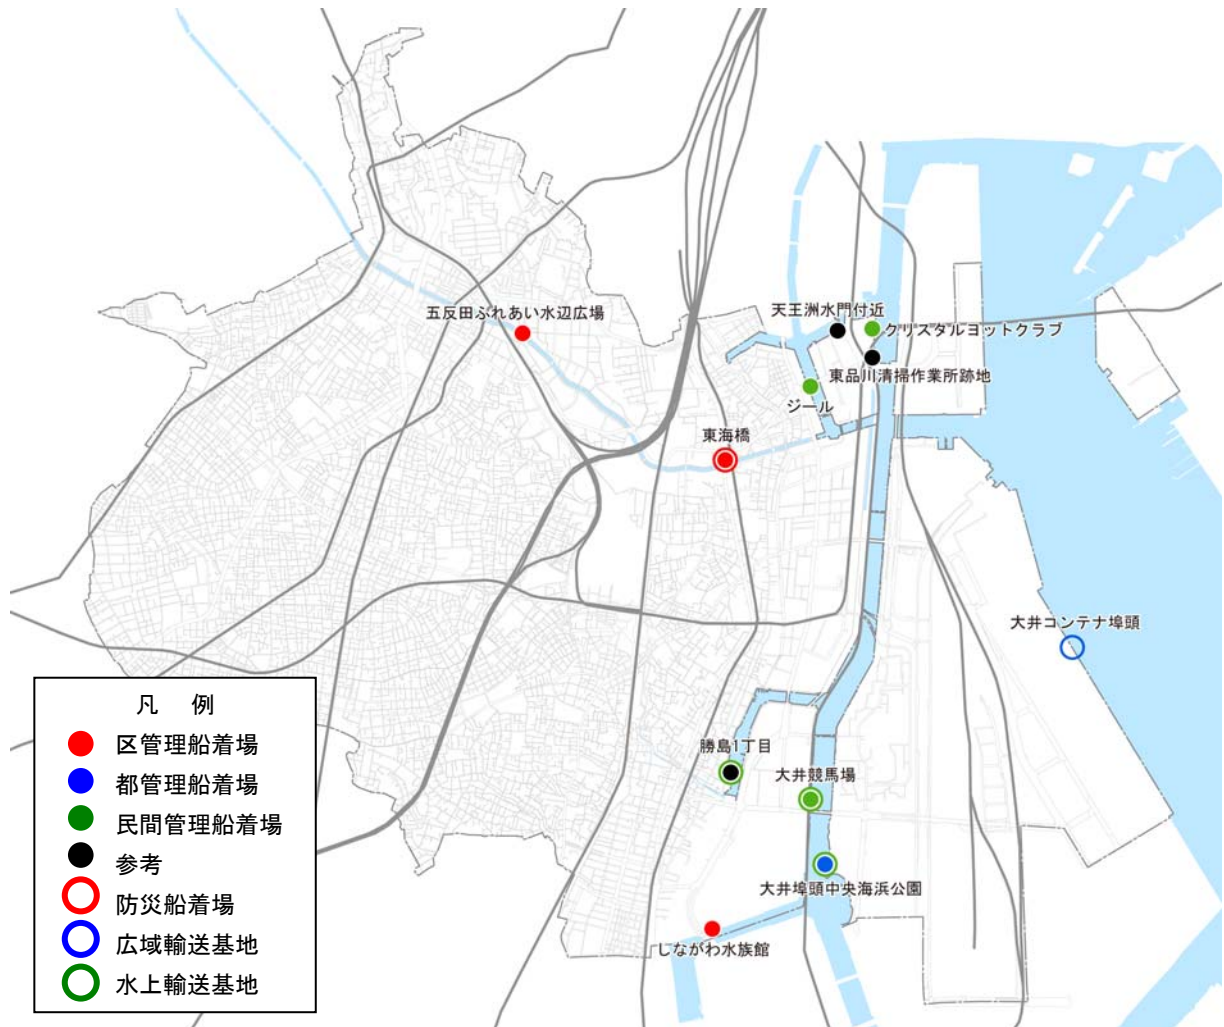 五反田ふれあい水辺広場
天王洲水門付近
クリスタルヨットクラブ
東品川清掃作業所跡地
ジール
東海橋
大井コンテナ埠頭
勝島1丁目
大井競馬場
大井埠頭中央海浜公園
しながわ水族館
凡 例
区管理船着場
都管理船着場
民間管理船着場
参考
防災船着場
広域輸送基地
水上輸送基地